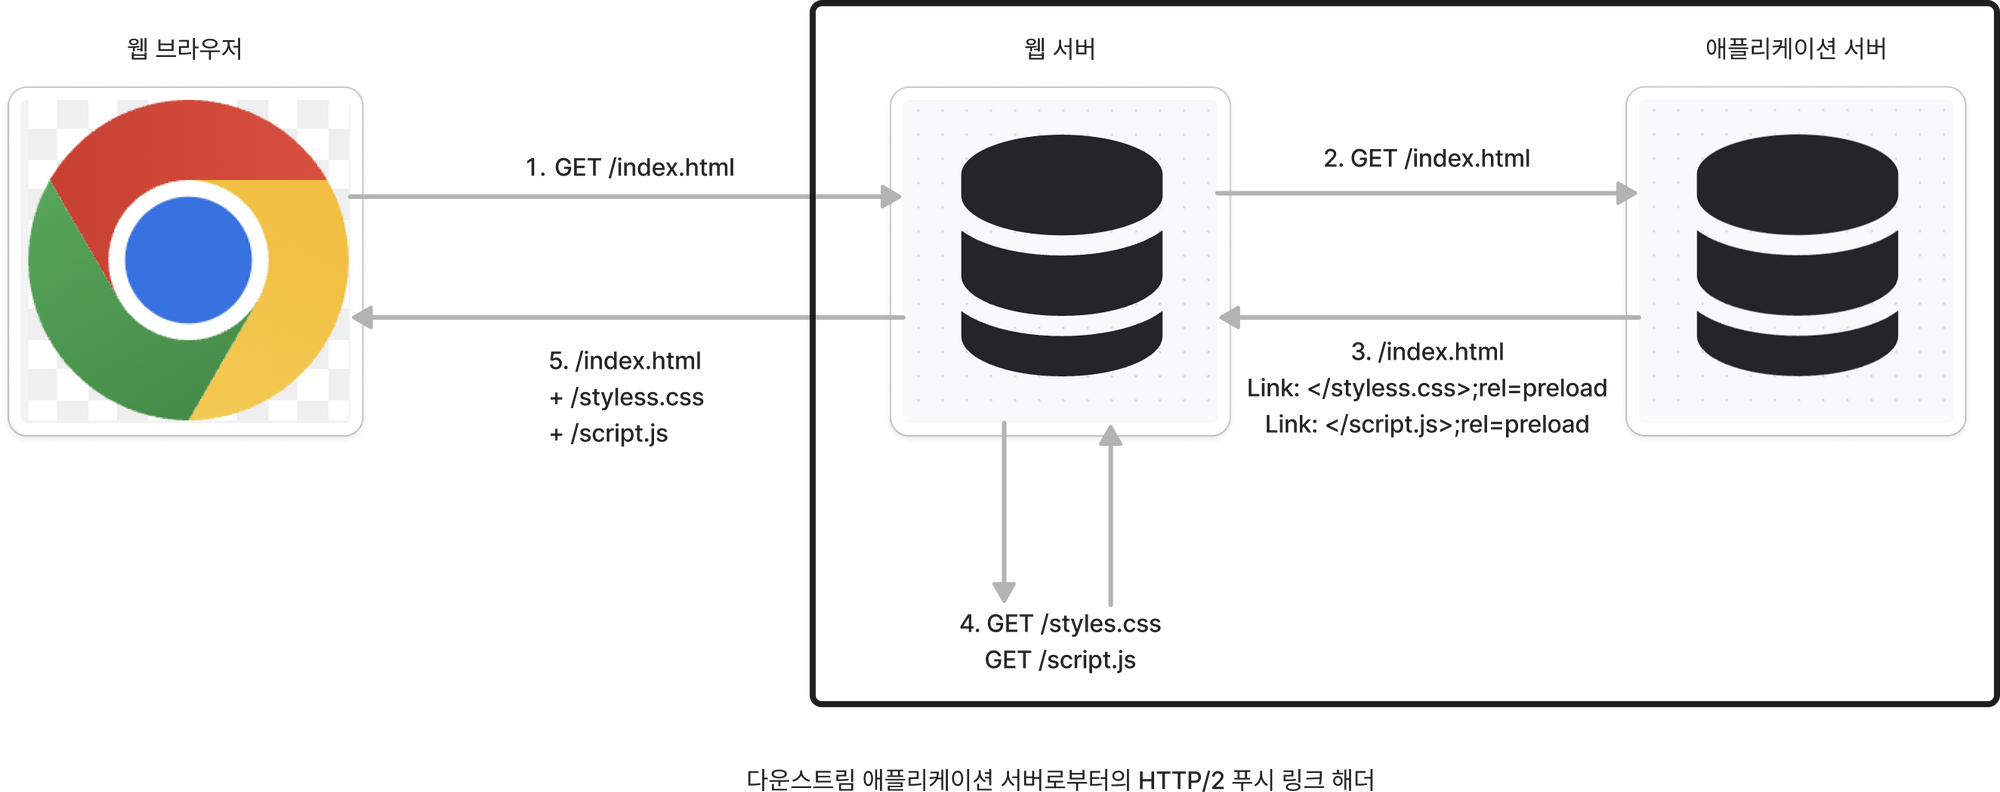 웹 브라우저
웹 서버
애플리케이션 서버
1. GET /index.html
2. GET /index.html
3. /index.html
Link: </styless.css>;rel=preload
Link: </script.js>;rel=preload
5. /index.html
+ /styless.css
+ /script.js
4. GET /styles.css
GET /script.js
다운스트림 애플리케이션 서버로부터의 HTTP/2 푸시 링크 해더